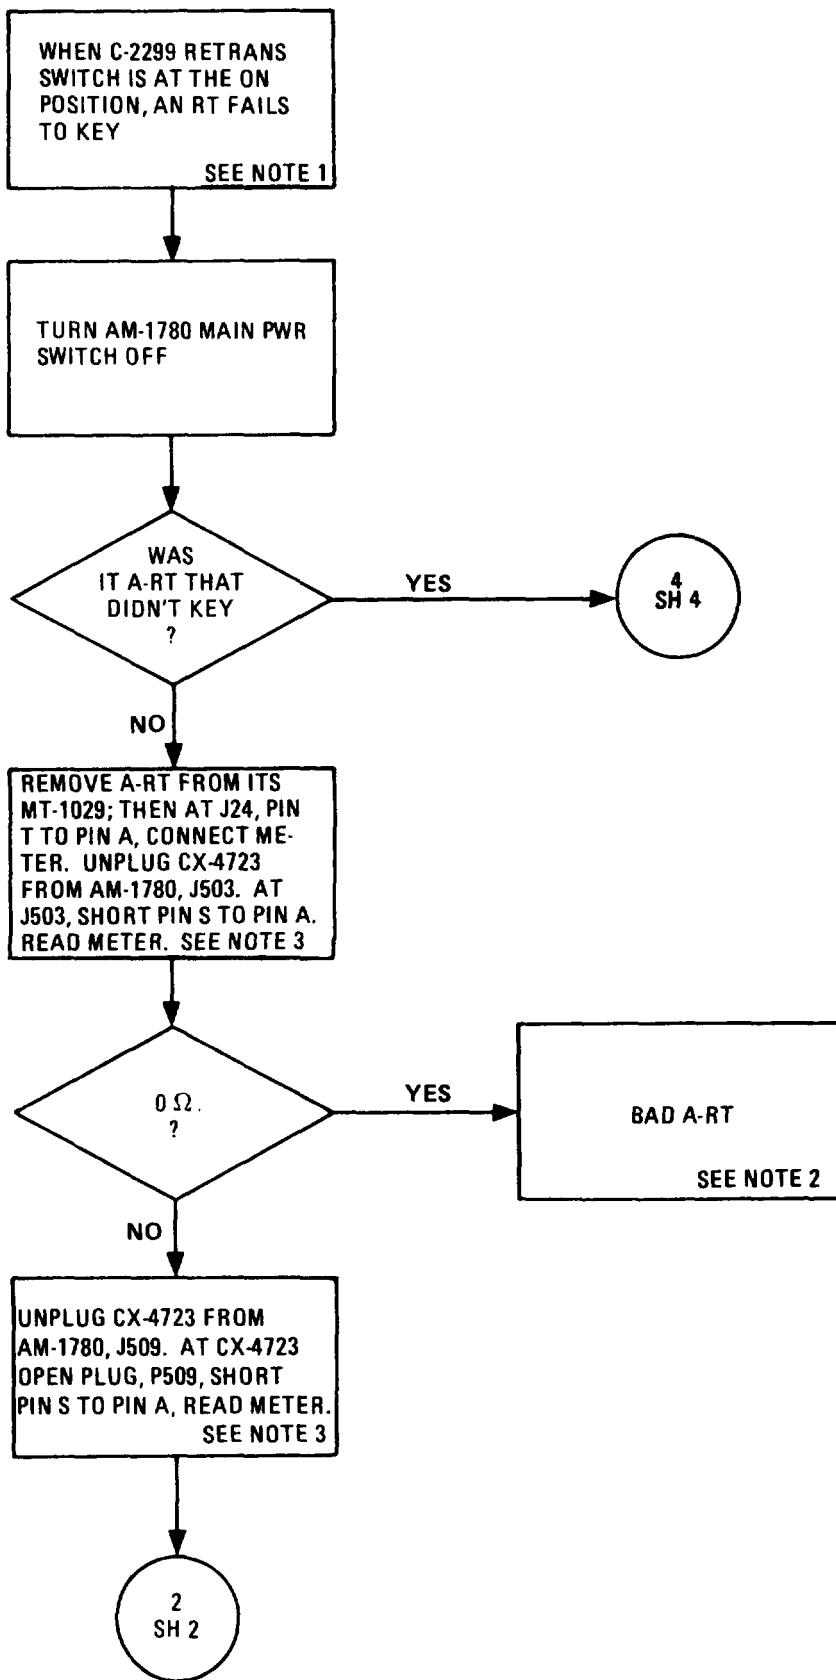 WHEN C-2299 RETRANS
SWITCH IS AT THE ON
POSITION, AN RT FAILS
TO KEY
SEE NOTE 1
TURN AM-1780 MAIN PWR
SWITCH OFF
WAS
IT A-RT THAT
DIDN'T KEY
?
YES
4
SH 4
NO
REMOVE A-RT FROM ITS
MT-1029; THEN AT J24, PIN
T TO PIN A, CONNECT ME-
TER. UNPLUG CX-4723
FROM AM-1780, J503. AT
J503, SHORT PIN S TO PIN A.
READ METER. SEE NOTE 3
0 Ω.
?
YES
BAD A-RT
SEE NOTE 2
NO
UNPLUG CX-4723 FROM
AM-1780, J509. AT CX-4723
OPEN PLUG, P509, SHORT
PIN S TO PIN A, READ METER.
SEE NOTE 3
2
SH 2